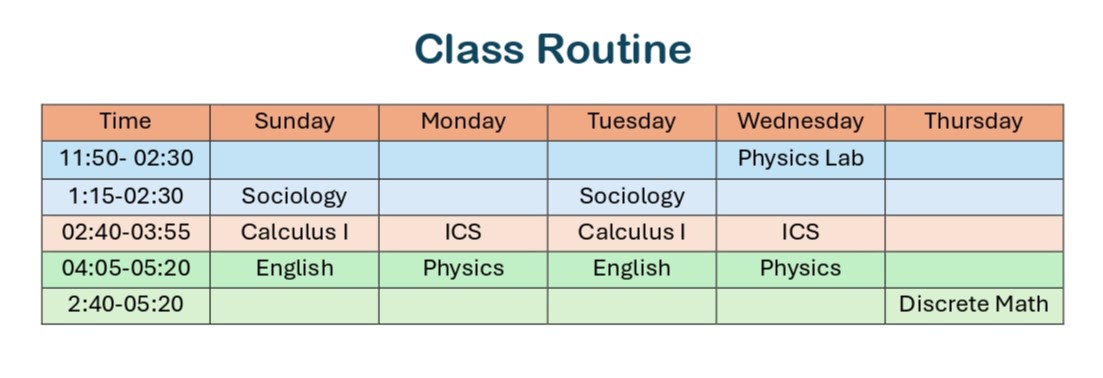 Class Routine
Time Sunday Monday Tuesday Wednesday Thursday
11:50- 02:30 Physics Lab
1:15-02:30 Sociology Sociology
02:40-03:55 Calculus I ICS Calculus I ICS
04:05-05:20 English Physics English Physics
2:40-05:20 Discrete Math